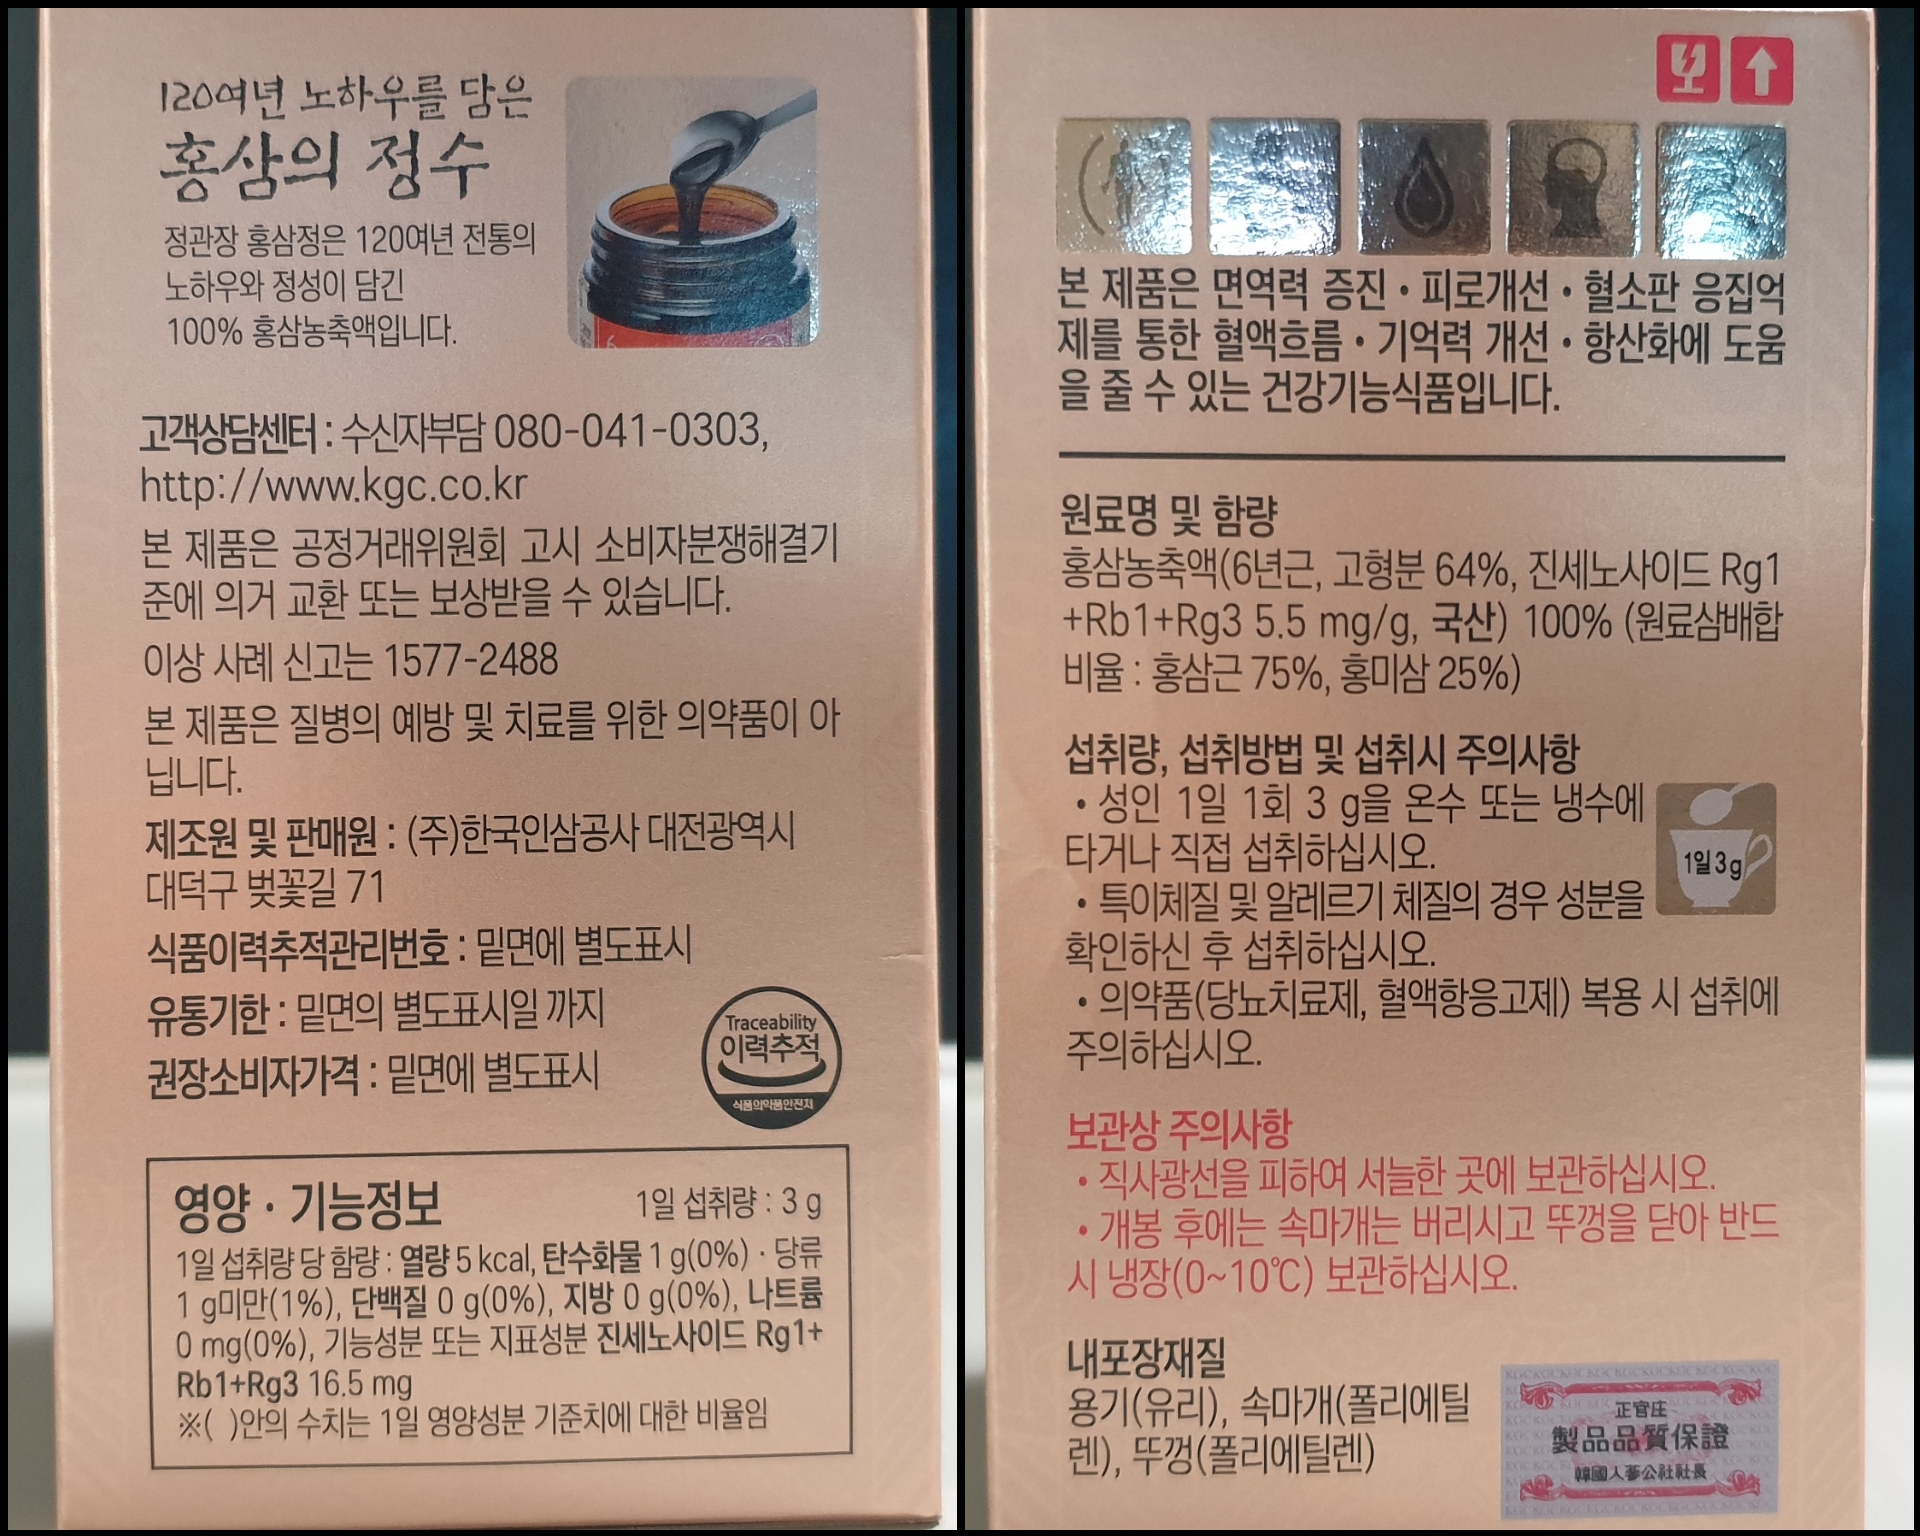 120여년 노하우를 담은
홍삼의 정수
정관장 홍삼정은 120여년 전통의
노하우와 정성이 담긴
100% 홍삼농축액입니다.
고객상담센터 : 수신자부담 080-041-0303,
http://www.kgc.co.kr
본 제품은 공정거래위원회 고시 소비자분쟁해결기
준에 의거 교환 또는 보상받을 수 있습니다.
이상 사례 신고는 1577-2488
본 제품은 질병의 예방 및 치료를 위한 의약품이 아
닙니다.
제조원 및 판매원 : (주)한국인삼공사 대전광역시
대덕구 벚꽃길 71
식품이력추적관리번호 : 밑면에 별도표시
유통기한 : 밑면의 별도표시일 까지
권장소비자가격 : 밑면에 별도표시
Traceability
이력추적
식품의약품안전처
영양 · 기능정보
1일 섭취량 : 3 g
1일 섭취량 당 함량 : 열량 5 kcal, 탄수화물 1 g(0%) · 당류
1 g미만(1%), 단백질 0 g(0%), 지방 0 g(0%), 나트륨
0 mg(0%), 기능성분 또는 지표성분 진세노사이드 Rg1+
Rb1+Rg3 16.5 mg
※( )안의 수치는 1일 영양성분 기준치에 대한 비율임
본 제품은 면역력 증진 · 피로개선 · 혈소판 응집억
제를 통한 혈액흐름 · 기억력 개선 · 항산화에 도움
을 줄 수 있는 건강기능식품입니다.
원료명 및 함량
홍삼농축액(6년근, 고형분 64%, 진세노사이드 Rg1
+Rb1+Rg3 5.5 mg/g, 국산) 100% (원료삼배합
비율 : 홍삼근 75%, 홍미삼 25%)
섭취량, 섭취방법 및 섭취시 주의사항
• 성인 1일 1회 3 g을 온수 또는 냉수에
타거나 직접 섭취하십시오.
1일 3 g
• 특이체질 및 알레르기 체질의 경우 성분을
확인하신 후 섭취하십시오.
• 의약품(당뇨치료제, 혈액항응고제) 복용 시 섭취에
주의하십시오.
보관상 주의사항
• 직사광선을 피하여 서늘한 곳에 보관하십시오.
• 개봉 후에는 속마개는 버리시고 뚜껑을 닫아 반드
시 냉장(0~10℃) 보관하십시오.
내포장재질
용기(유리), 속마개(폴리에틸
렌), 뚜껑(폴리에틸렌)
正官庄
製品品質保證
韓國人蔘公社社長